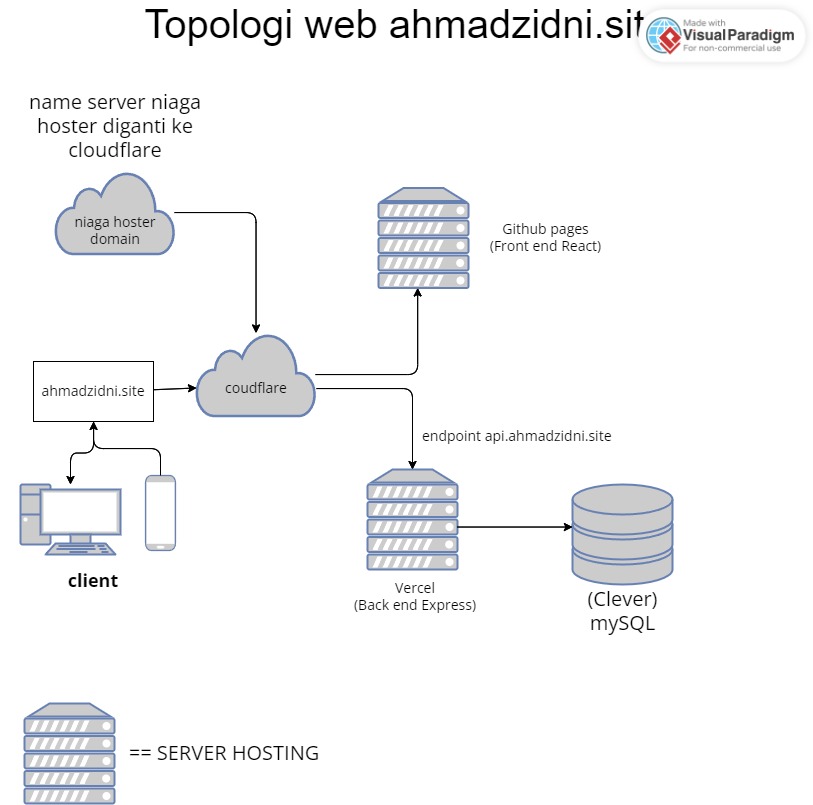 Topologi web ahmadzidni.sit
Made with
VisualParadigm
For non-commercial use
name server niaga
hoster diganti ke
cloudflare
niaga hoster
domain
Github pages
(Front end React)
ahmadzidni.site
coudflare
endpoint api.ahmadzidni.site
client
Vercel
(Back end Express)
(Clever)
mySQL
== SERVER HOSTING